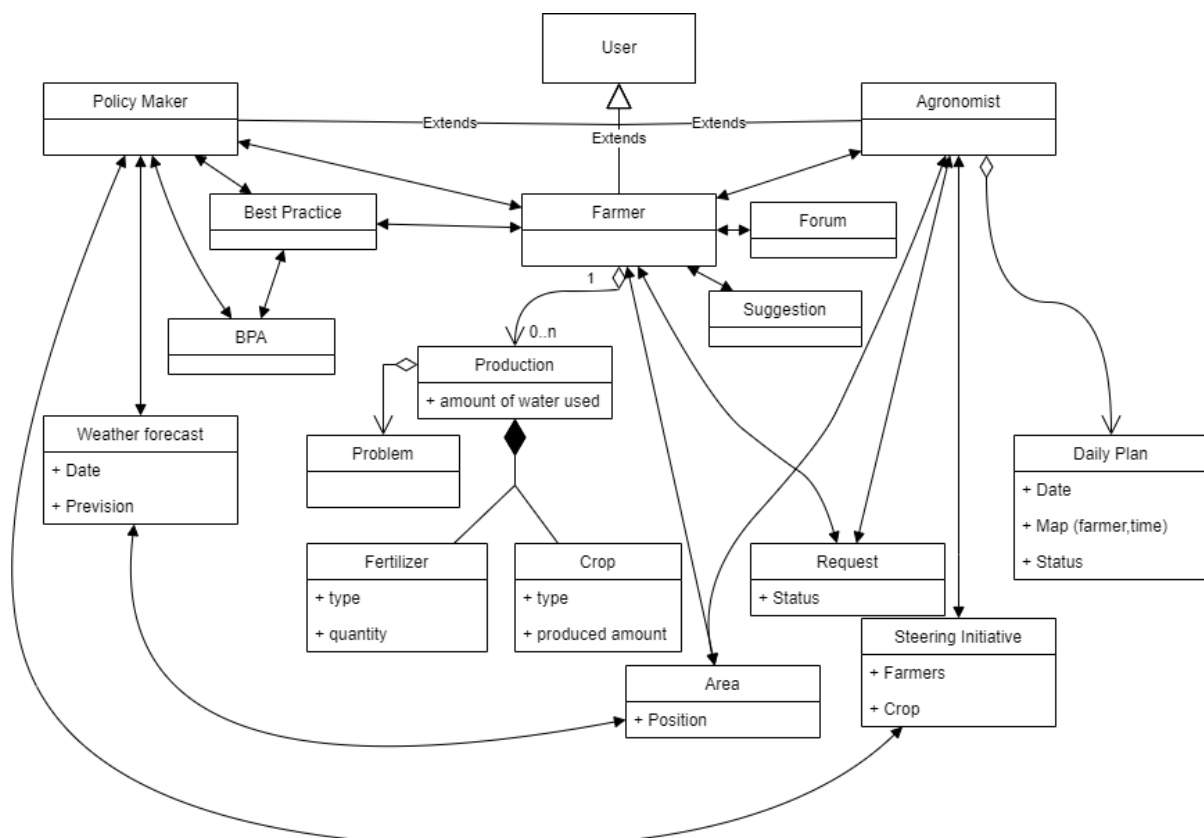 User
Policy Maker
Agronomist
Extends
Extends
Extends
Best Practice
Farmer
Forum
1
Suggestion
BPA
0..n
Production
+ amount of water used
Weather forecast
+ Date
+ Prevision
Problem
Daily Plan
+ Date
+ Map (farmer,time)
+ Status
Fertilizer
+ type
+ quantity
Crop
+ type
+ produced amount
Request
+ Status
Steering Initiative
+ Farmers
+ Crop
Area
+ Position